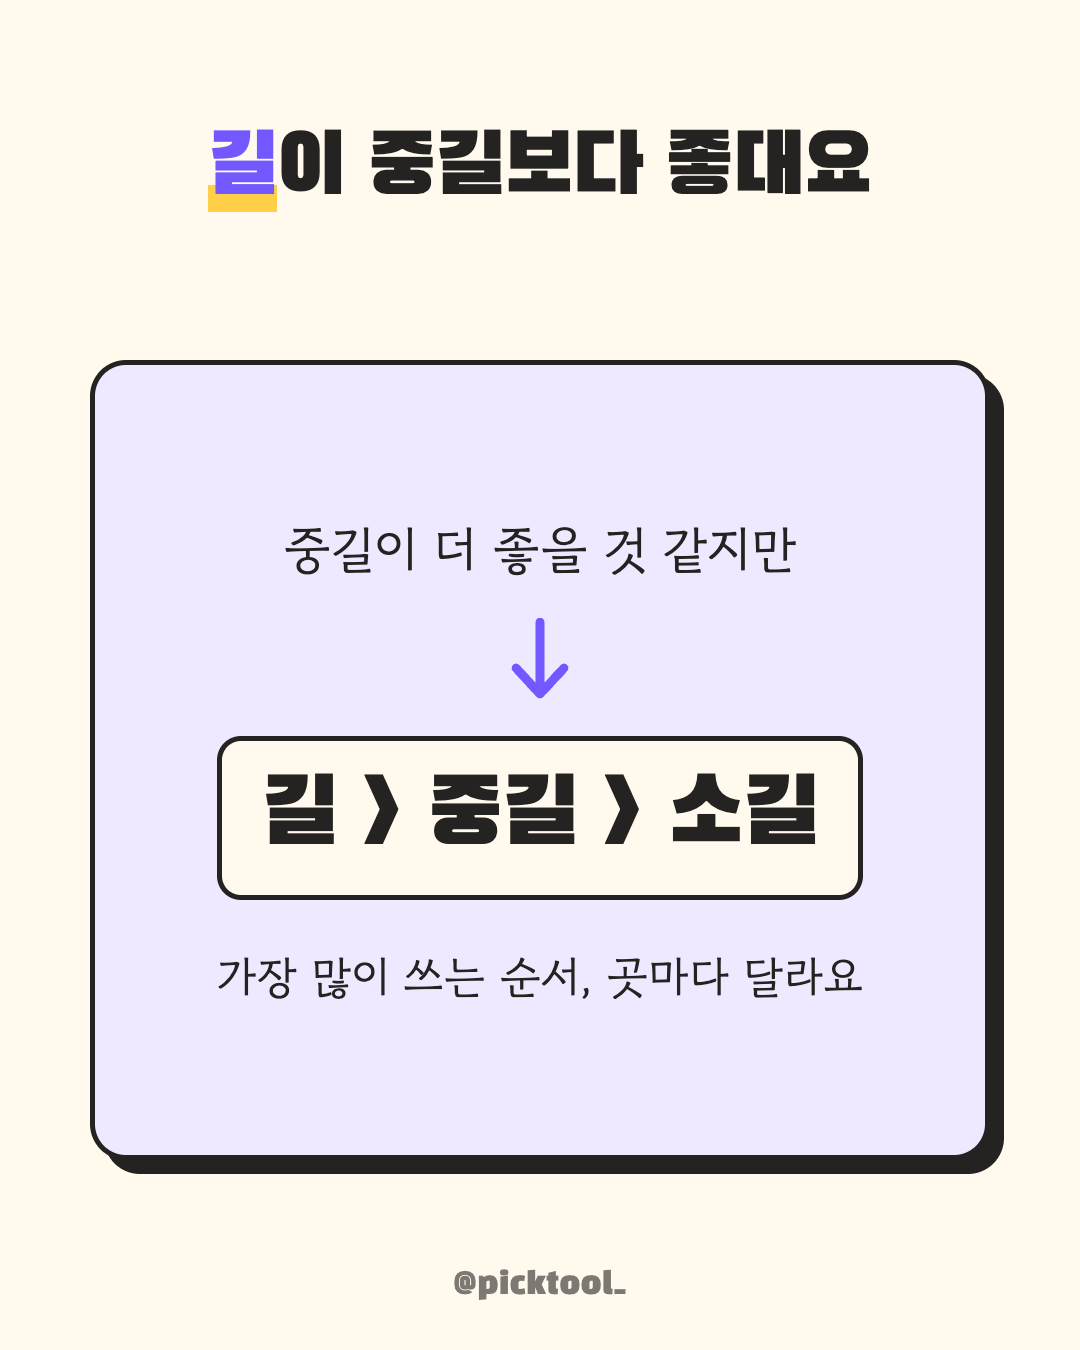 길이 중길보다 좋대요
중길이 더 좋을 것 같지만
길 > 중길 > 소길
가장 많이 쓰는 순서, 곳마다 달라요
@picktool_